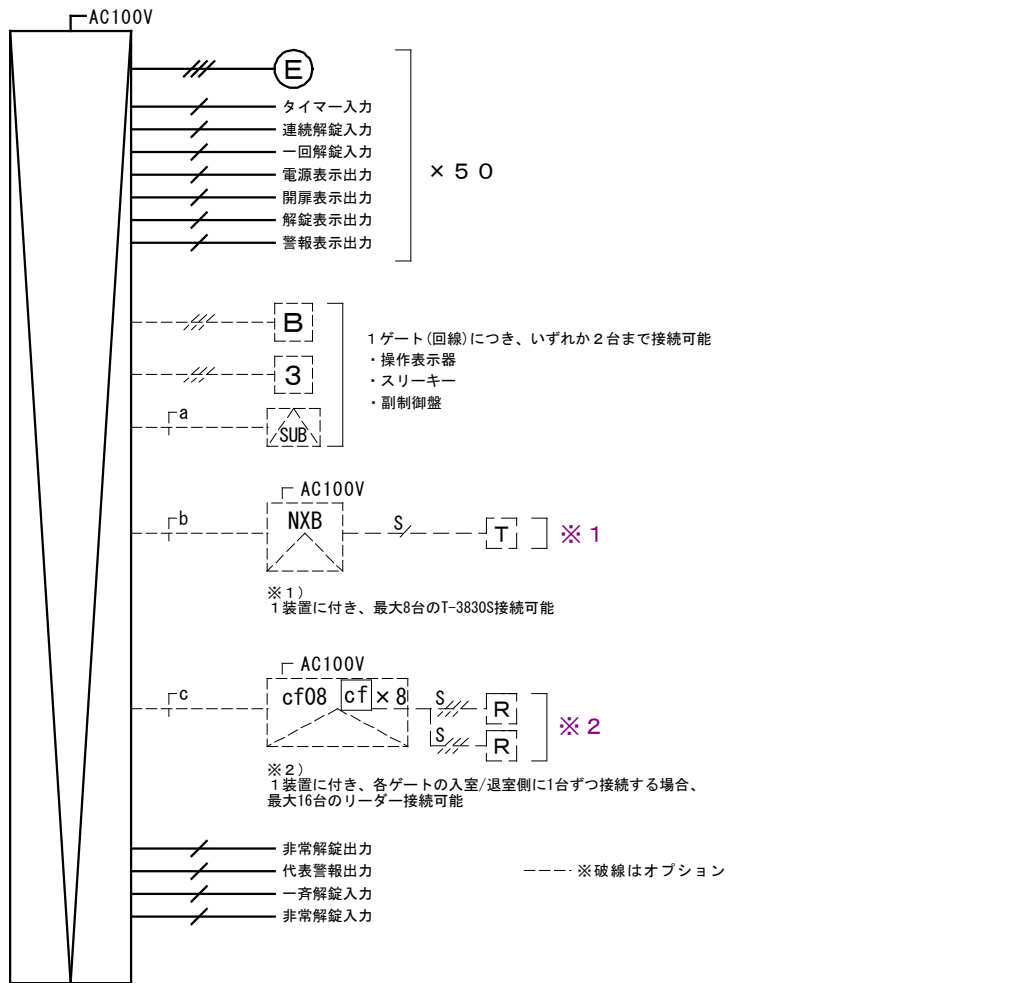 AC100V
E
タイマー入力
連続解錠入力
一回解錠入力
電源表示出力
開扉表示出力
解錠表示出力
警報表示出力
×５０
B
3
a
SUB
１ゲート(回線)につき、いずれか２台まで接続可能
・操作表示器
・スリーキー
・副制御盤
AC100V
b
NXB
S
T
※１
※１)
１装置に付き、最大8台のT-3830S接続可能
AC100V
c
cf08 cf ×8
S
R
S
R
※２
※２)
１装置に付き、各ゲートの入室/退室側に1台ずつ接続する場合、
最大16台のリーダー接続可能
非常解錠出力
代表警報出力
一斉解錠入力
非常解錠入力
※破線はオプション